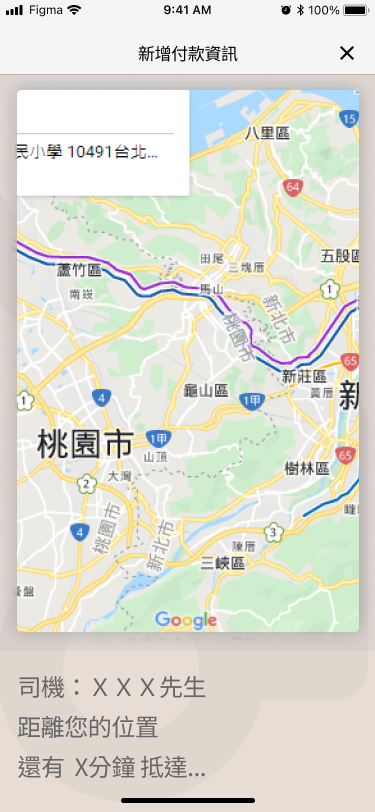 Figma 9:41 AM 100%
新增付款資訊
民小學 10491台北...
八里區
15
64
田尾
三塊厝
五股區
蘆竹區
1
南崁
馬山
新北市
桃園市
65
新莊區
龜山區
黃厝
4
1甲
新
1
桃園市
1甲
山頂
65
樹林區
大灣
2
桃園市
新北市
4
3
陳厝
三峽區
Google
司機：ＸＸＸ先生
距離您的位置
還有 X分鐘 抵達...